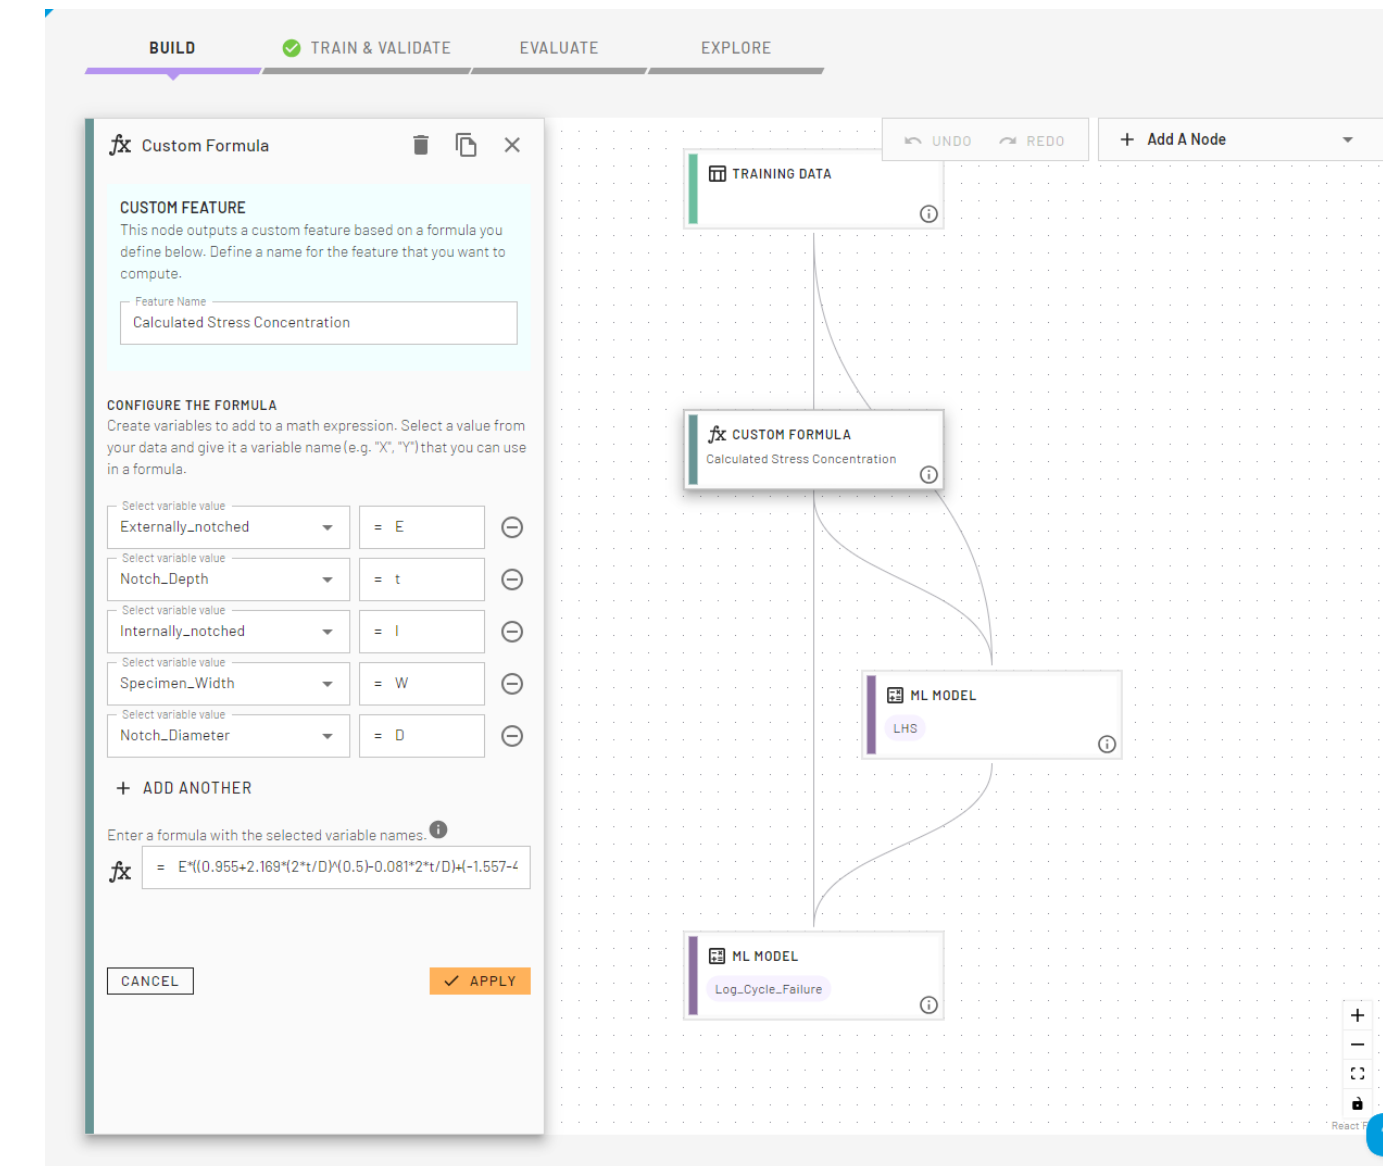 BUILD
TRAIN & VALIDATE
EVALUATE
EXPLORE
fx Custom Formula
CUSTOM FEATURE
This node outputs a custom feature based on a formula you
define below. Define a name for the feature that you want to
compute.
Feature Name
Calculated Stress Concentration
CONFIGURE THE FORMULA
Create variables to add to a math expression. Select a value from
your data and give it a variable name (e.g. "X", "Y") that you can use
in a formula.
Select variable value
Externally_notched
= E
Select variable value
Notch_Depth
= t
Select variable value
Internally_notched
= I
Select variable value
Specimen_Width
= W
Select variable value
Notch_Diameter
= D
+ ADD ANOTHER
Enter a formula with the selected variable names.
fx = E*((0.955+2.169*(2*t/D)^(0.5)-0.081*2*t/D)+(-1.557-4
CANCEL
APPLY
UNDO
REDO
+ Add A Node
TRAINING DATA
fx CUSTOM FORMULA
Calculated Stress Concentration
ML MODEL
LHS
ML MODEL
Log_Cycle_Failure
React F